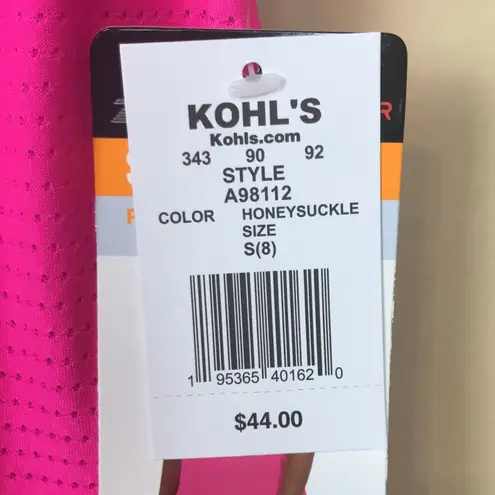 KOHL'S
Kohls.com
343 90 92
STYLE
A98112
COLOR HONEYSUCKLE
SIZE
S(8)
1 95365 40162 0
$44.00